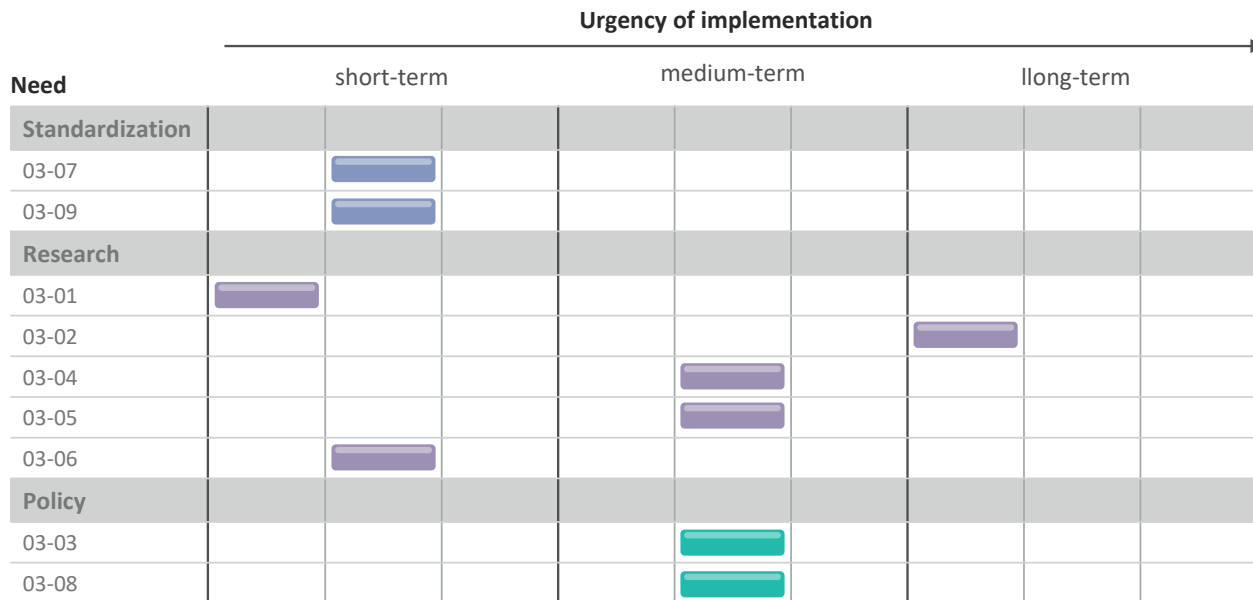 Urgency of implementation
Need short-term medium-term llong-term
Standardization
03-07
03-09
Research
03-01
03-02
03-04
03-05
03-06
Policy
03-03
03-08